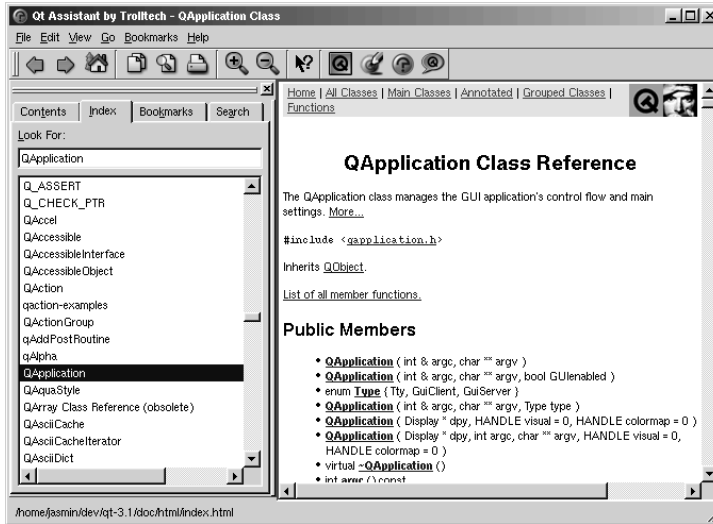 Qt Assistant by Trolltech - QApplication Class
File Edit View Go Bookmarks Help
Contents Index Bookmarks Search
Look For:
QApplication
Q_ASSERT
Q_CHECK_PTR
QAccel
QAccessible
QAccessibleInterface
QAccessibleObject
QAction
qaction-examples
QActionGroup
qAddPostRoutine
qAlpha
QApplication
QAquaStyle
QArray Class Reference (obsolete)
QAsciiCache
QAsciiCacheIterator
QAsciiDict
Home | All Classes | Main Classes | Annotated | Grouped Classes |
Functions
QApplication Class Reference
The QApplication class manages the GUI application's control flow and main
settings. More...
#include <qapplication.h>
Inherits QObject.
List of all member functions.
Public Members
• QApplication ( int & argc, char ** argv )
• QApplication ( int & argc, char ** argv, bool GUIenabled )
• enum Type { Tty, GuiClient, GuiServer }
• QApplication ( int & argc, char ** argv, Type type )
• QApplication ( Display * dpy, HANDLE visual = 0, HANDLE colormap = 0 )
• QApplication ( Display * dpy, int argc, char ** argv, HANDLE visual = 0,
HANDLE colormap = 0 )
• virtual ~QApplication ()
• int argc () const
/home/jasmin/dev/qt-3.1/doc/html/index.html